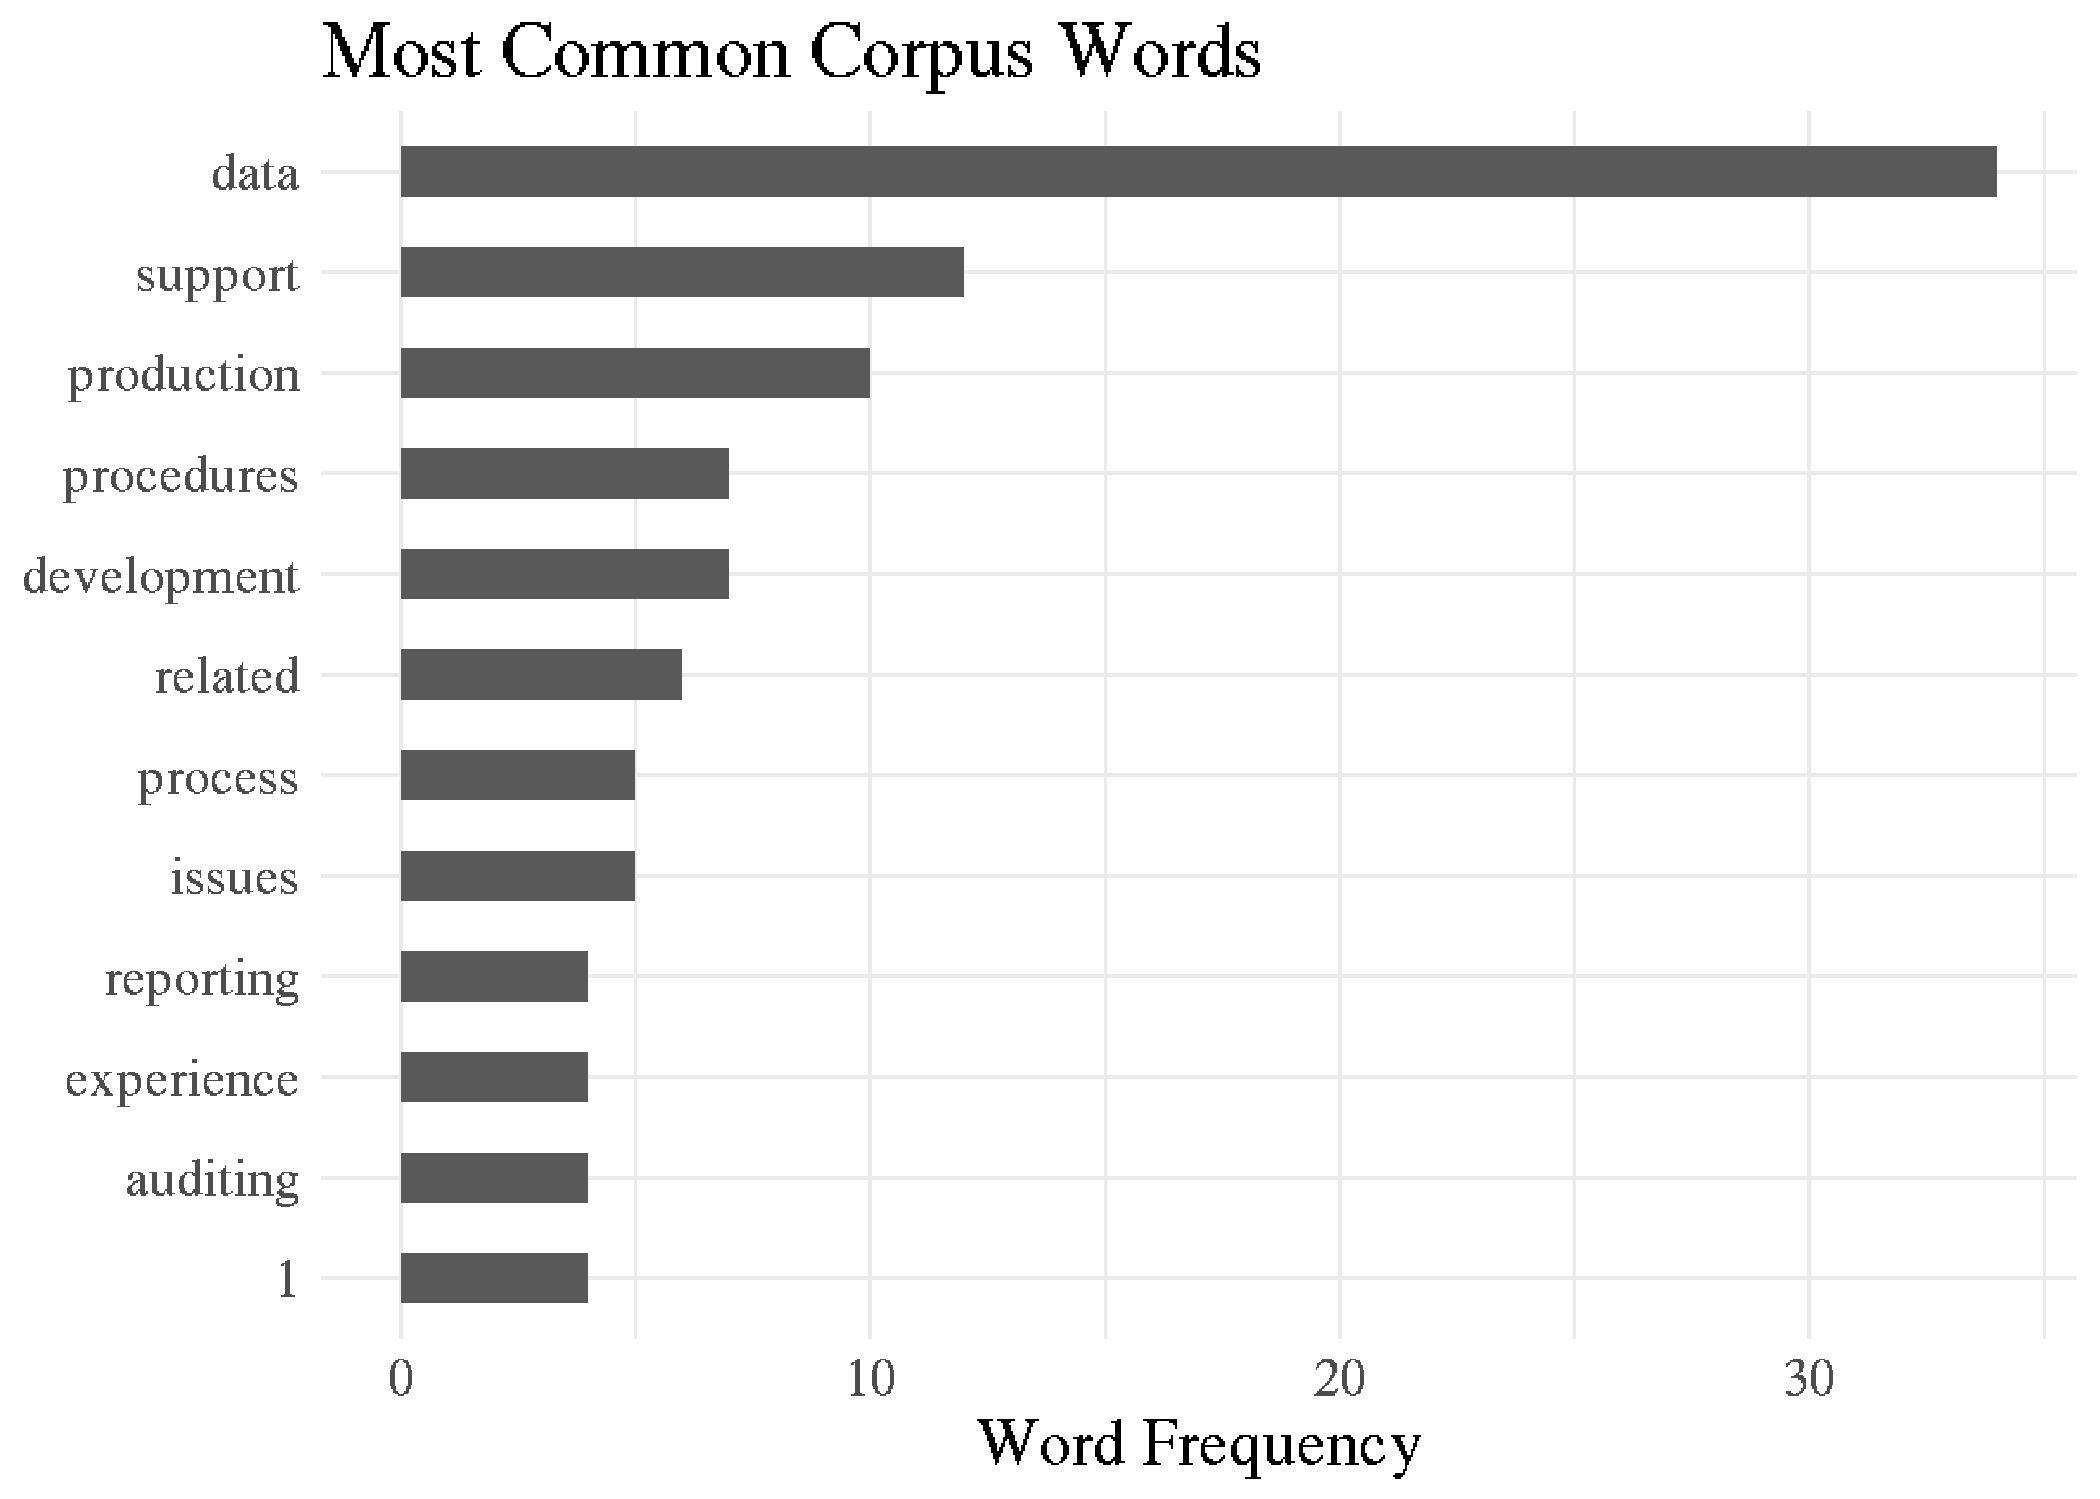 Most Common Corpus Words
data
support
production
procedures
development
related
process
issues
reporting
experience
auditing
1
0 10 20 30
Word Frequency